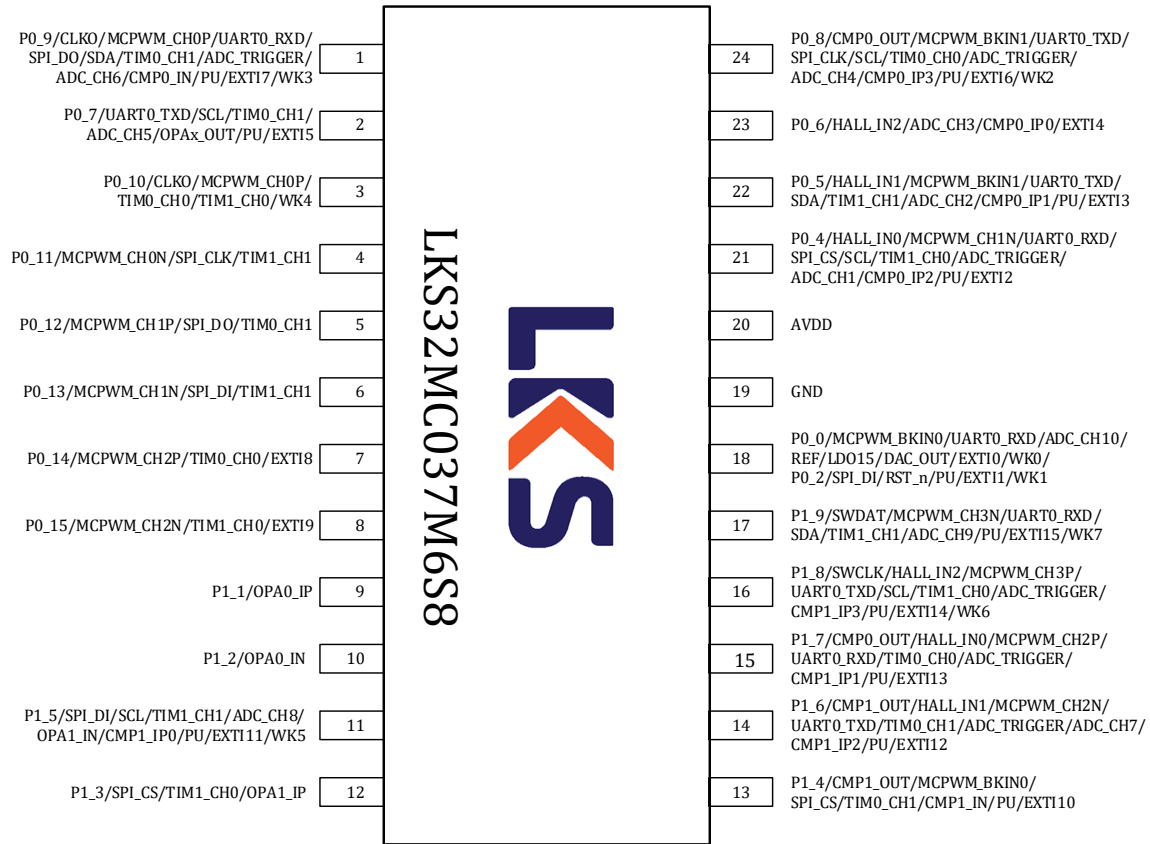 P0_9/CLKO/MCPWM_CH0P/UART0_RXD/
SPI_DO/SDA/TIM0_CH1/ADC_TRIGGER/
ADC_CH6/CMP0_IN/PU/EXTI7/WK3
1
P0_7/UART0_TXD/SCL/TIM0_CH1/
ADC_CH5/OPAx_OUT/PU/EXTI5
2
P0_10/CLKO/MCPWM_CH0P/
TIM0_CH0/TIM1_CH0/WK4
3
P0_11/MCPWM_CH0N/SPI_CLK/TIM1_CH1
4
P0_12/MCPWM_CH1P/SPI_DO/TIM0_CH1
5
P0_13/MCPWM_CH1N/SPI_DI/TIM1_CH1
6
P0_14/MCPWM_CH2P/TIM0_CH0/EXTI8
7
P0_15/MCPWM_CH2N/TIM1_CH0/EXTI9
8
P1_1/OPA0_IP
9
P1_2/OPA0_IN
10
P1_5/SPI_DI/SCL/TIM1_CH1/ADC_CH8/
OPA1_IN/CMP1_IP0/PU/EXTI11/WK5
11
P1_3/SPI_CS/TIM1_CH0/OPA1_IP
12
LKS32MC037M6S8
LKS
24
P0_8/CMP0_OUT/MCPWM_BKIN1/UART0_TXD/
SPI_CLK/SCL/TIM0_CH0/ADC_TRIGGER/
ADC_CH4/CMP0_IP3/PU/EXTI6/WK2
23
P0_6/HALL_IN2/ADC_CH3/CMP0_IP0/EXTI4
22
P0_5/HALL_IN1/MCPWM_BKIN1/UART0_TXD/
SDA/TIM1_CH1/ADC_CH2/CMP0_IP1/PU/EXTI3
21
P0_4/HALL_IN0/MCPWM_CH1N/UART0_RXD/
SPI_CS/SCL/TIM1_CH0/ADC_TRIGGER/
ADC_CH1/CMP0_IP2/PU/EXTI2
20
AVDD
19
GND
18
P0_0/MCPWM_BKIN0/UART0_RXD/ADC_CH10/
REF/LDO15/DAC_OUT/EXTI0/WK0/
P0_2/SPI_DI/RST_n/PU/EXTI1/WK1
17
P1_9/SWDAT/MCPWM_CH3N/UART0_RXD/
SDA/TIM1_CH1/ADC_CH9/PU/EXTI15/WK7
16
P1_8/SWCLK/HALL_IN2/MCPWM_CH3P/
UART0_TXD/SCL/TIM1_CH0/ADC_TRIGGER/
CMP1_IP3/PU/EXTI14/WK6
15
P1_7/CMP0_OUT/HALL_IN0/MCPWM_CH2P/
UART0_RXD/TIM0_CH0/ADC_TRIGGER/
CMP1_IP1/PU/EXTI13
14
P1_6/CMP1_OUT/HALL_IN1/MCPWM_CH2N/
UART0_TXD/TIM0_CH1/ADC_TRIGGER/ADC_CH7/
CMP1_IP2/PU/EXTI12
13
P1_4/CMP1_OUT/MCPWM_BKIN0/
SPI_CS/TIM0_CH1/CMP1_IN/PU/EXTI10